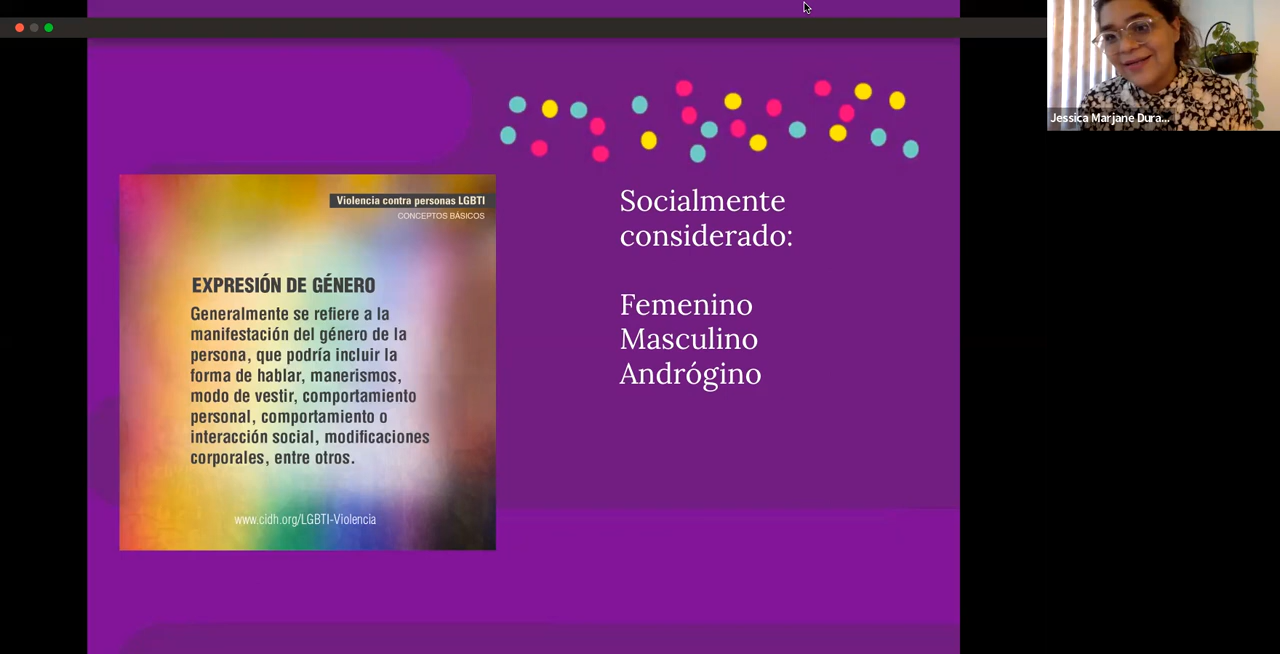 Jessica Marjane Dura...
Violencia contra personas LGBTI
CONCEPTOS BÁSICOS
EXPRESIÓN DE GÉNERO
Generalmente se refiere a la
manifestación del género de la
persona, que podría incluir la
forma de hablar, manerismos,
modo de vestir, comportamiento
personal, comportamiento o
interacción social, modificaciones
corporales, entre otros.
www.cidh.org/LGBTI-Violencia
Socialmente
considerado:
Femenino
Masculino
Andrógino